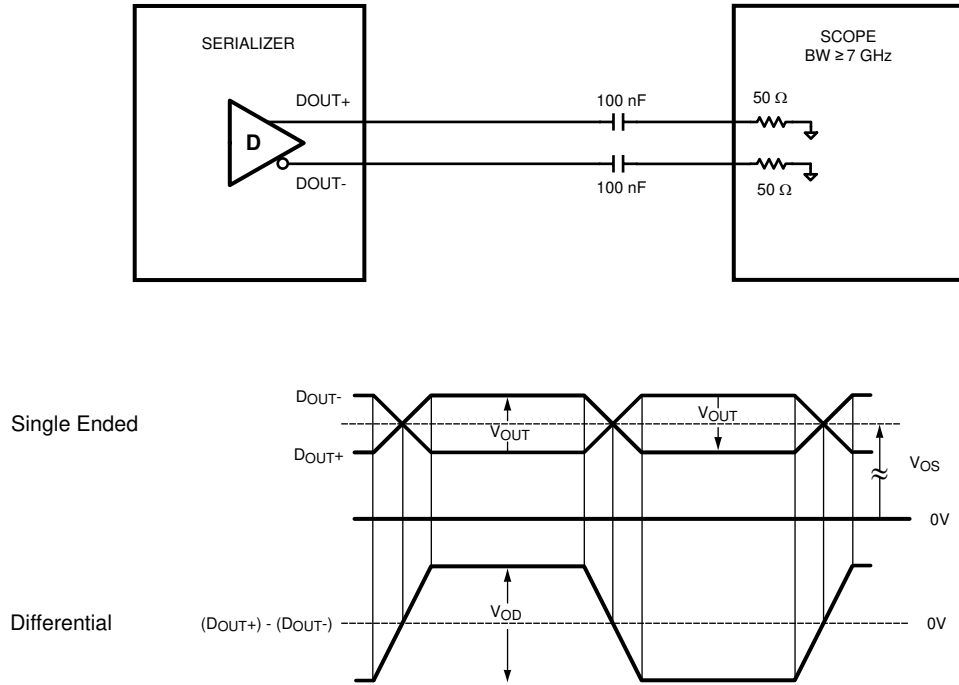 SERIALIZER
SCOPE
BW ≥ 7 GHz
DOUT+
100 nF
50 Ω
D
DOUT-
100 nF
50 Ω
DOUT-
Single Ended
VOUT
VOUT
DOUT+
VOS
≈
0V
Differential
(DOUT+) - (DOUT-)
VOD
0V